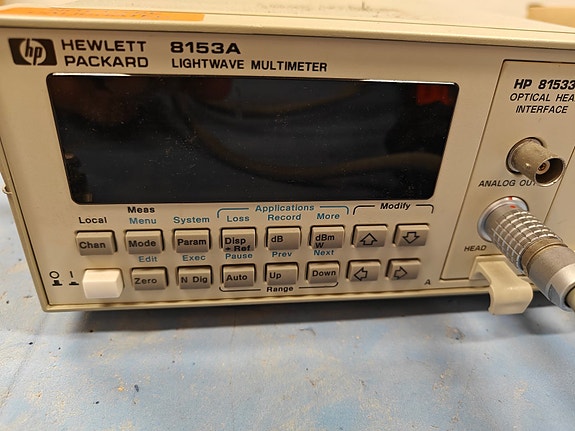 hp HEWLETT PACKARD
8153A
LIGHTWAVE MULTIMETER
HP 81533
OPTICAL HEA
INTERFACE
ANALOG OUT
HEAD
A
Local
Meas
Menu
System
Applications
Loss Record More
Modify
Chan
Mode
Param
Disp → Ref
dB
dBm W
Edit
Exec
Pause
Prev
Next
O I
Zero
N Dig
Auto
Up
Down
Range